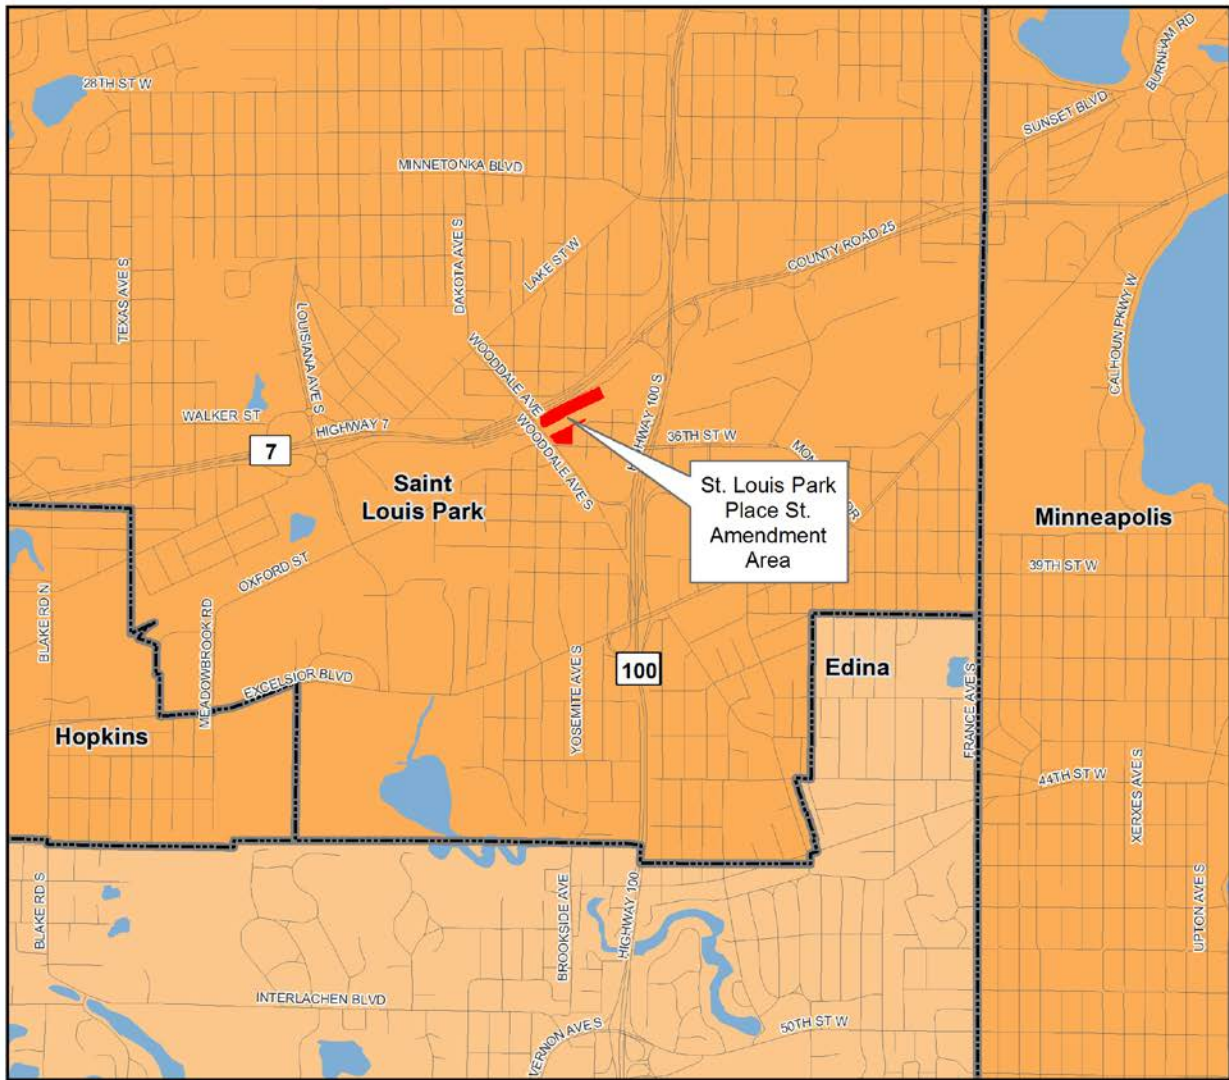 BURNHAM RD
28TH ST W
SUNSET BLVD
MINNETONKA BLVD
DAKOTA AVE S
LAKE ST W
COUNTY ROAD 25
TEXAS AVE S
LOUISIANA AVE S
CALHOUN PKWY W
WOODDALE AVE
WALKER ST
HIGHWAY 7
7
WOODDALE AVE S
HIGHWAY 100 S
36TH ST W
Saint
Louis Park
St. Louis Park
Place St.
Amendment
Area
Minneapolis
OXFORD ST
39TH ST W
BLAKE RD N
MEADOWBROOK RD
EXCELSIOR BLVD
YOSEMITE AVE S
100
Edina
FRANCE AVE S
Hopkins
44TH ST W
XERXES AVE S
BLAKE RD S
BROOKSIDE AVE
HIGHWAY 100
UPTON AVE S
INTERLACHEN BLVD
VERNON AVE S
50TH ST W